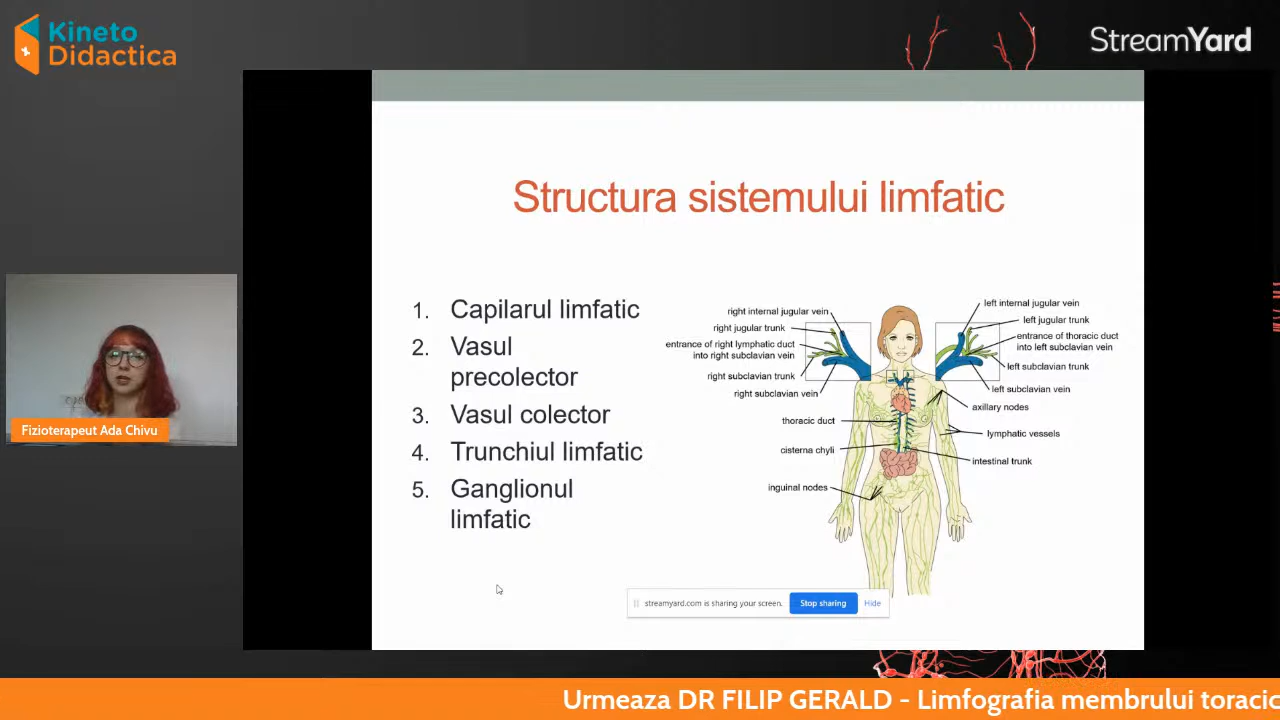 Kineto
Didactica
StreamYard
Structura sistemului limfatic
1. Capilarul limfatic
2. Vasul
precolector
3. Vasul colector
4. Trunchiul limfatic
5. Ganglionul
limfatic
right internal jugular vein
right jugular trunk
entrance of right lymphatic duct
into right subclavian vein
right subclavian trunk
right subclavian vein
thoracic duct
cisterna chyli
inguinal nodes
left internal jugular vein
left jugular trunk
entrance of thoracic duct
into left subclavian vein
left subclavian trunk
left subclavian vein
axillary nodes
lymphatic vessels
intestinal trunk
Fizioterapeut Ada Chivu
streamyard.com is sharing your screen.
Stop sharing
Hide
Urmeaza DR FILIP GERALD - Limfografia membrului toracic